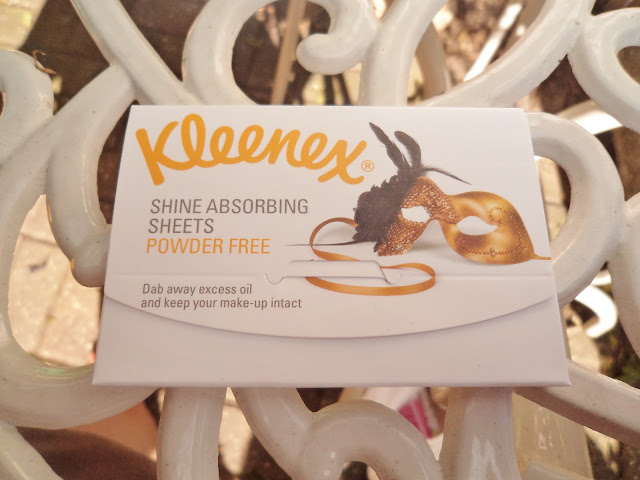 Kleenex®
SHINE ABSORBING
SHEETS
POWDER FREE
Dab away excess oil
and keep your make-up intact